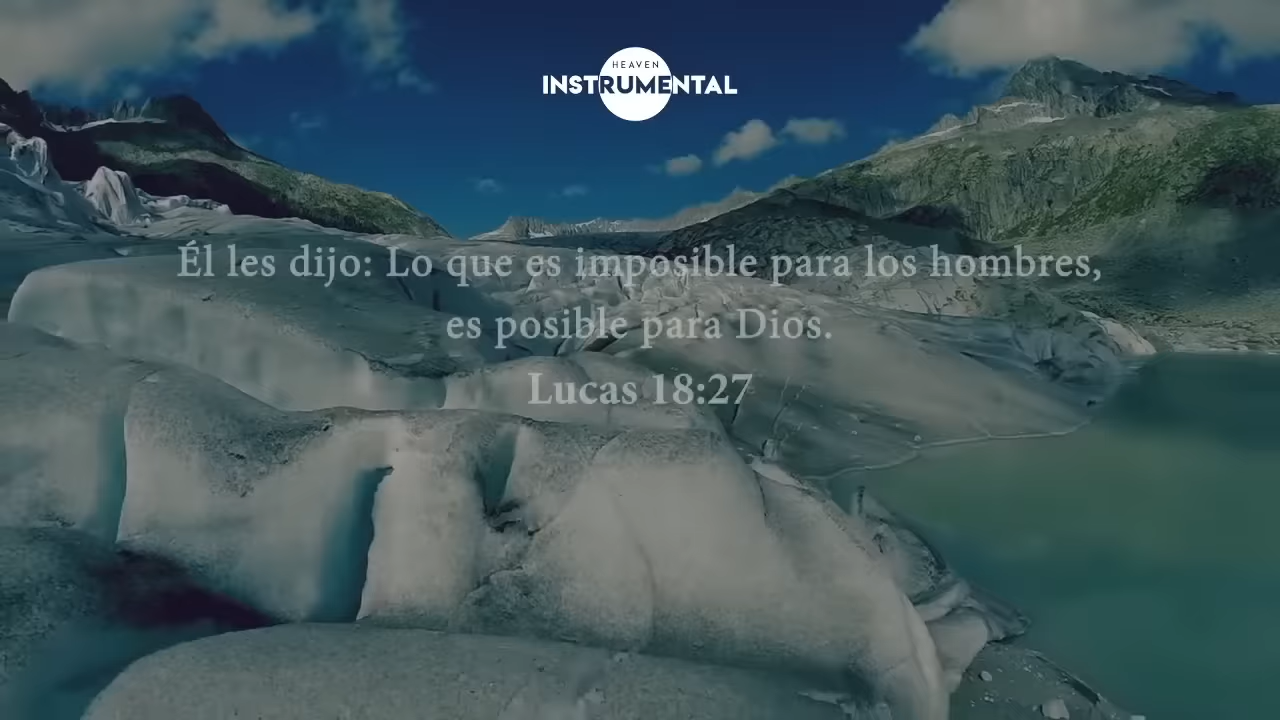 HEAVEN
INSTRUMENTAL
Él les dijo: Lo que es imposible para los hombres,
es posible para Dios.
Lucas 18:27